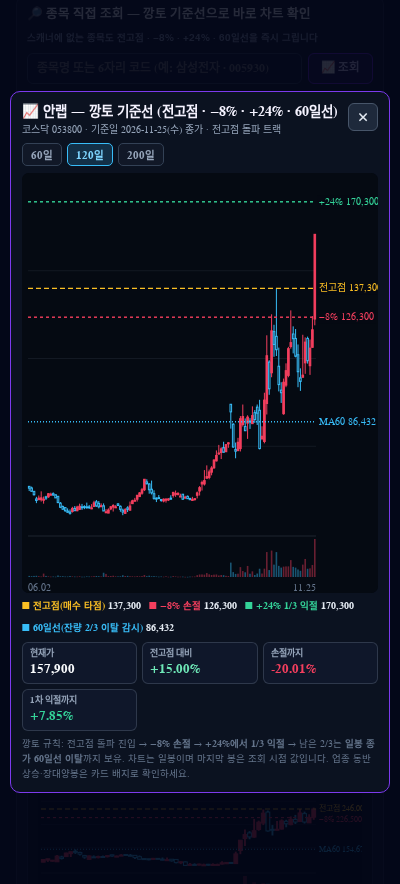 🔎 종목 직접 조회 — 깡토 기준선으로 바로 차트 확인
스캐너에 없는 종목도 전고점 · −8% · +24% · 60일선을 즉시 그립니다
종목명 또는 6자리 코드 (예: 삼성전자 · 005930)
📈 조회
📈 안랩 — 깡토 기준선 (전고점 · −8% · +24% · 60일선)
✕
코스닥 053800 · 기준일 2026-11-25(수) 종가 · 전고점 돌파 트랙
60일
120일
200일
+24% 170,300
전고점 137,300
−8% 126,300
MA60 86,432
06.02
11.25
■ 전고점(매수 타점) 137,300 ■ −8% 손절 126,300 ■ +24% 1/3 익절 170,300
■ 60일선(잔량 2/3 이탈 감시) 86,432
현재가
157,900
전고점 대비
+15.00%
손절까지
-20.01%
1차 익절까지
+7.85%
깡토 규칙: 전고점 돌파 진입 → −8% 손절 → +24%에서 1/3 익절 → 남은 2/3는 일봉 종
가 60일선 이탈까지 보유. 차트는 일봉이며 마지막 봉은 조회 시점 값입니다. 업종 동반
상승·장대양봉은 카드 배지로 확인하세요.